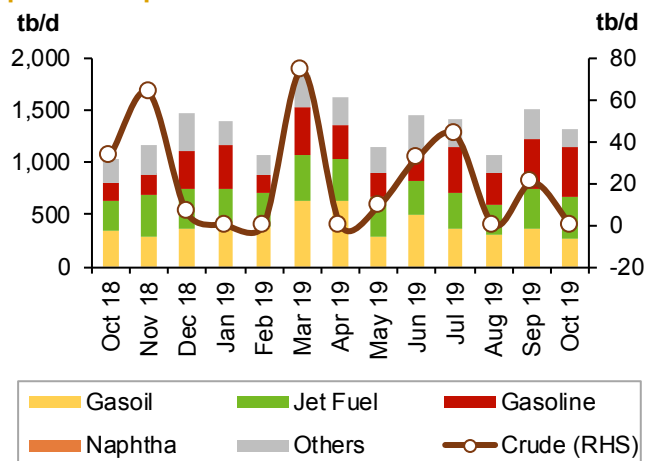 tb/d tb/d
2,000 80
1,500 60
1,000 40
500 20
0 0
-20
Oct 18 Nov 18 Dec 18 Jan 19 Feb 19 Mar 19 Apr 19 May 19 Jun 19 Jul 19 Aug 19 Sep 19 Oct 19
Gasoil Jet Fuel Gasoline
Naphtha Others Crude (RHS)